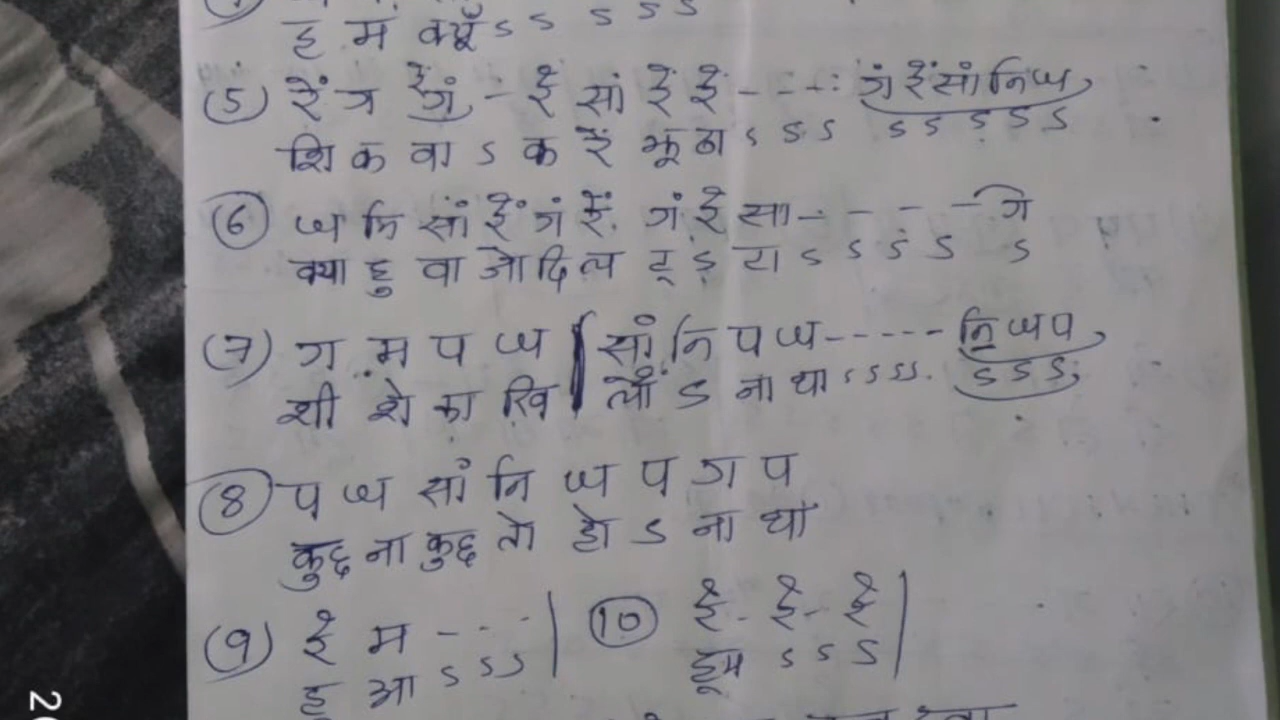 ह म क्यूँ s s s s s
(5) रें ग रें गं - रें सां रें रें - - - - गं रें सां नि ध
शि क वा s क रें झू ठा s s s s s s s s
(6) ध नि सां रें गं रें गं रें सा - - - - ग
क्या हु वा जो दि ल टू s टा s s s s s
(7) ग म प ध | सां नि प ध - - - - - नि ध प
शी शे का खि | लौ s ना था s s s s s s s
(8) प ध सां नि ध प ग प
कुछ ना कुछ तो हो s ना था
(9) रे म - - - | (10) रे - रे - रे |
हु आ s s s | हूम s s s |